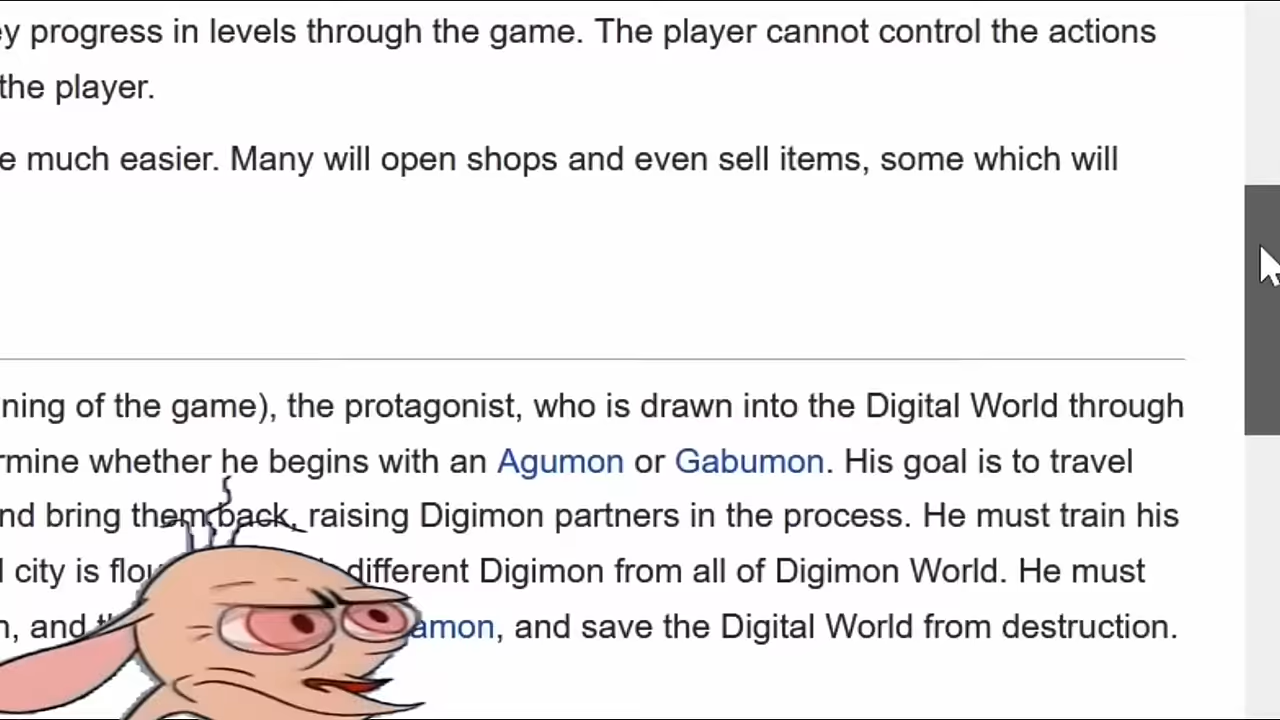 y progress in levels through the game. The player cannot control the actions
the player.
e much easier. Many will open shops and even sell items, some which will
ning of the game), the protagonist, who is drawn into the Digital World through
rmine whether he begins with an Agumon or Gabumon. His goal is to travel
nd bring them back, raising Digimon partners in the process. He must train his
city is different Digimon from all of Digimon World. He must
n, and amon, and save the Digital World from destruction.